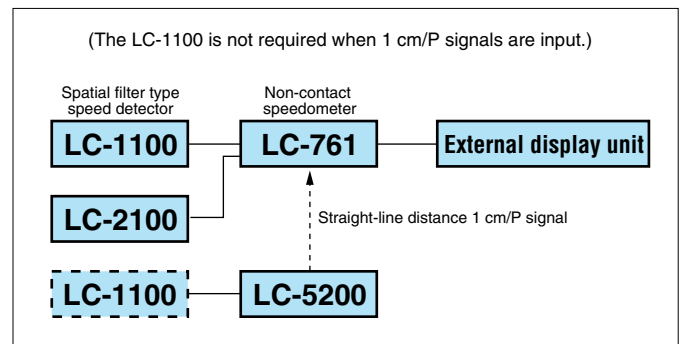 (The LC-1100 is not required when 1 cm/P signals are input.)
Spatial filter type
speed detector
Non-contact
speedometer
LC-1100
LC-761
External display unit
LC-2100
Straight-line distance 1 cm/P signal
LC-1100
LC-5200